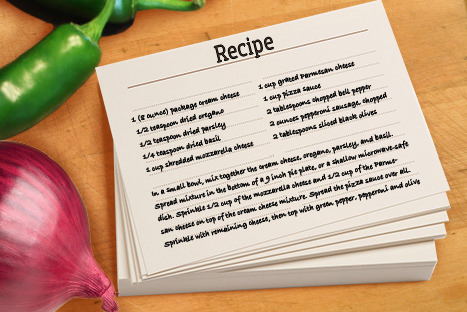 Recipe
1 (8 ounce) package cream cheese
1/2 teaspoon dried oregano
1/2 teaspoon dried parsley
1/4 teaspoon dried basil
1 cup shredded mozzarella cheese
1 cup grated Parmesan cheese
1 cup pizza sauce
2 tablespoons chopped bell pepper
2 ounces pepperoni sausage, chopped
2 tablespoons sliced black olives
In a small bowl, mix together the cream cheese, oregano, parsley, and basil.
Spread mixture in the bottom of a 9 inch pie plate, or a shallow microwave-safe
dish. Sprinkle 1/2 cup of the mozzarella cheese and 1/2 cup of the Parme-
san cheese on top of the cream cheese mixture. Spread the pizza sauce over all.
Sprinkle with remaining cheese, then top with green pepper, pepperoni and olive